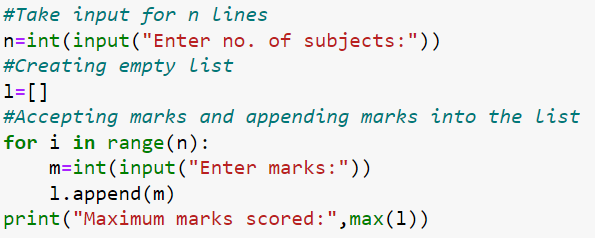 #Take input for n lines
n=int(input("Enter no. of subjects:"))
#Creating empty list
l=[]
#Accepting marks and appending marks into the list
for i in range(n):
    m=int(input("Enter marks:"))
    l.append(m)
print("Maximum marks scored:",max(l))